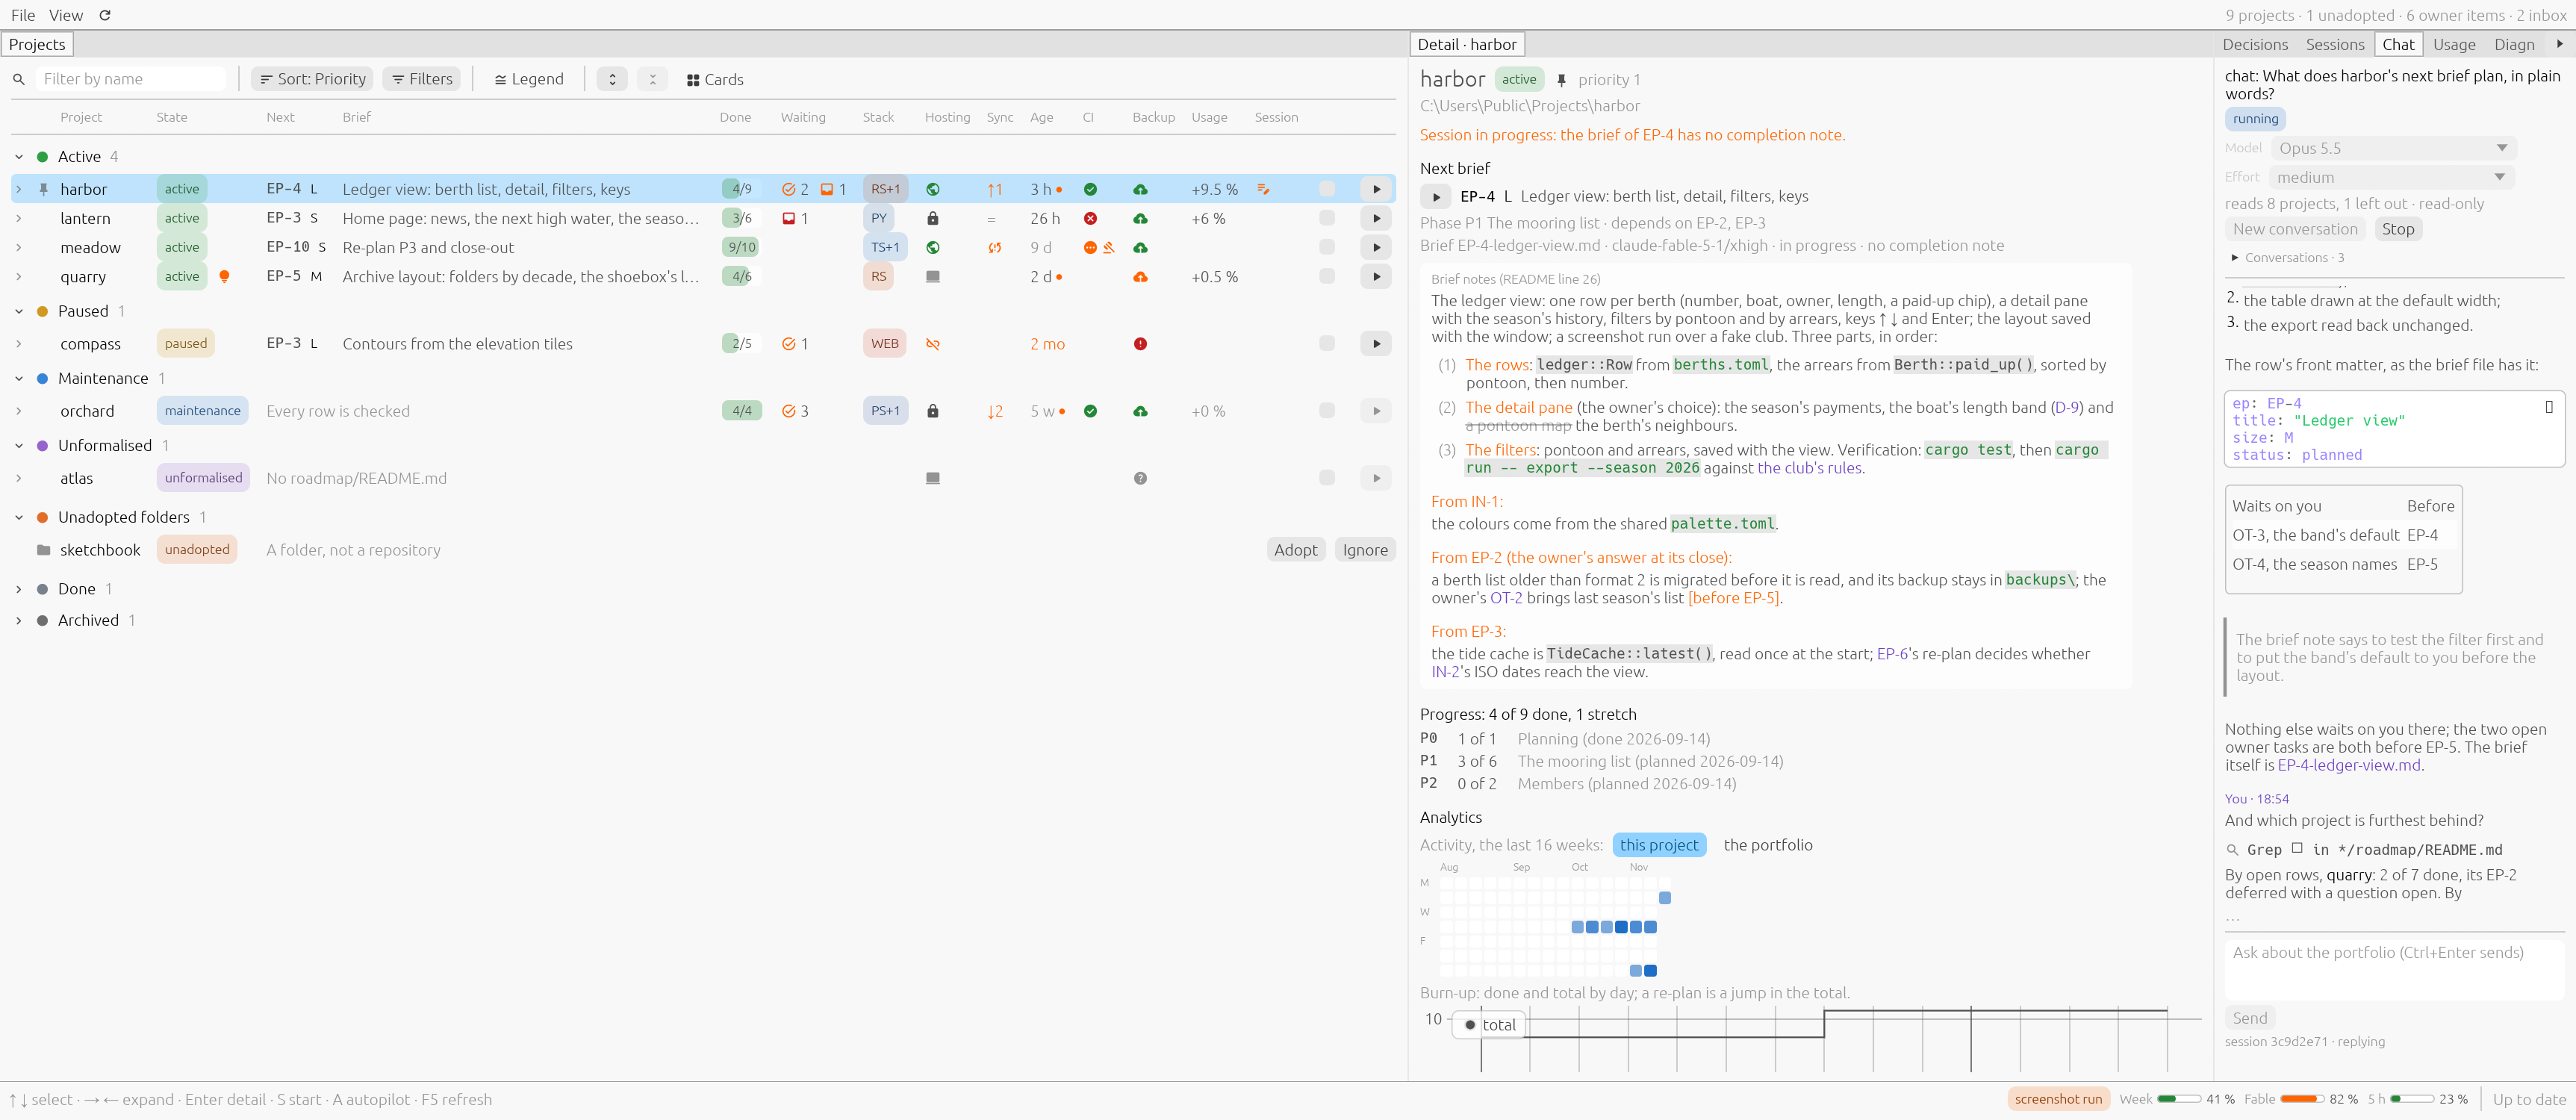 File View
9 projects · 1 unadopted · 6 owner items · 2 inbox
Projects
Filter by name
Sort: Priority
Filters
Legend
Cards
Project State Next Brief Done Waiting Stack Hosting Sync Age CI Backup Usage Session
Active 4
harbor active EP-4 L Ledger view: berth list, detail, filters, keys 4/9 2 1 RS+1 ↑1 3 h +9.5 %
lantern active EP-3 S Home page: news, the next high water, the seaso… 3/6 1 PY = 26 h +6 %
meadow active EP-10 S Re-plan P3 and close-out 9/10 TS+1 9 d
quarry active EP-5 M Archive layout: folders by decade, the shoebox's l… 4/6 RS 2 d +0.5 %
Paused 1
compass paused EP-3 L Contours from the elevation tiles 2/5 1 WEB 2 mo
Maintenance 1
orchard maintenance Every row is checked 4/4 3 PS+1 ↓2 5 w +0 %
Unformalised 1
atlas unformalised No roadmap/README.md
Unadopted folders 1
sketchbook unadopted A folder, not a repository Adopt Ignore
Done 1
Archived 1
Detail · harbor
harbor active priority 1
C:\Users\Public\Projects\harbor
Session in progress: the brief of EP-4 has no completion note.
Next brief
EP-4 L Ledger view: berth list, detail, filters, keys
Phase P1 The mooring list · depends on EP-2, EP-3
Brief EP-4-ledger-view.md · claude-fable-5-1/xhigh · in progress · no completion note
Brief notes (README line 26)
The ledger view: one row per berth (number, boat, owner, length, a paid-up chip), a detail pane
with the season's history, filters by pontoon and by arrears, keys ↑↓ and Enter; the layout saved
with the window; a screenshot run over a fake club. Three parts, in order:
(1) The rows: ledger::Row from berths.toml, the arrears from Berth::paid_up(), sorted by
pontoon, then number.
(2) The detail pane (the owner's choice): the season's payments, the boat's length band (D-9) and
a pontoon map the berth's neighbours.
(3) The filters: pontoon and arrears, saved with the view. Verification: cargo test, then cargo
run -- export --season 2026 against the club's rules.
From IN-1:
the colours come from the shared palette.toml.
From EP-2 (the owner's answer at its close):
a berth list older than format 2 is migrated before it is read, and its backup stays in backups\; the
owner's OT-2 brings last season's list [before EP-5].
From EP-3:
the tide cache is TideCache::latest(), read once at the start; EP-6's re-plan decides whether
IN-2's ISO dates reach the view.
Progress: 4 of 9 done, 1 stretch
P0 1 of 1 Planning (done 2026-09-14)
P1 3 of 6 The mooring list (planned 2026-09-14)
P2 0 of 2 Members (planned 2026-09-14)
Analytics
Activity, the last 16 weeks: this project the portfolio
Aug Sep Oct Nov
M
W
F
Burn-up: done and total by day; a re-plan is a jump in the total.
10
total
Decisions Sessions Chat Usage Diagn
chat: What does harbor's next brief plan, in plain
words?
running
Model Opus 5.5
Effort medium
reads 8 projects, 1 left out · read-only
New conversation Stop
Conversations · 3
2. the table drawn at the default width;
3. the export read back unchanged.
The row's front matter, as the brief file has it:
ep: EP-4
title: "Ledger view"
size: M
status: planned
Waits on you Before
OT-3, the band's default EP-4
OT-4, the season names EP-5
The brief note says to test the filter first and
to put the band's default to you before the
layout.
Nothing else waits on you there; the two open
owner tasks are both before EP-5. The brief
itself is EP-4-ledger-view.md.
You · 18:54
And which project is furthest behind?
Grep ☐ in */roadmap/README.md
By open rows, quarry: 2 of 7 done, its EP-2
deferred with a question open. By
…
Ask about the portfolio (Ctrl+Enter sends)
Send
session 3c9d2e71 · replying
↑↓ select · →← expand · Enter detail · S start · A autopilot · F5 refresh
screenshot run Week 41 % Fable 82 % 5 h 23 % Up to date